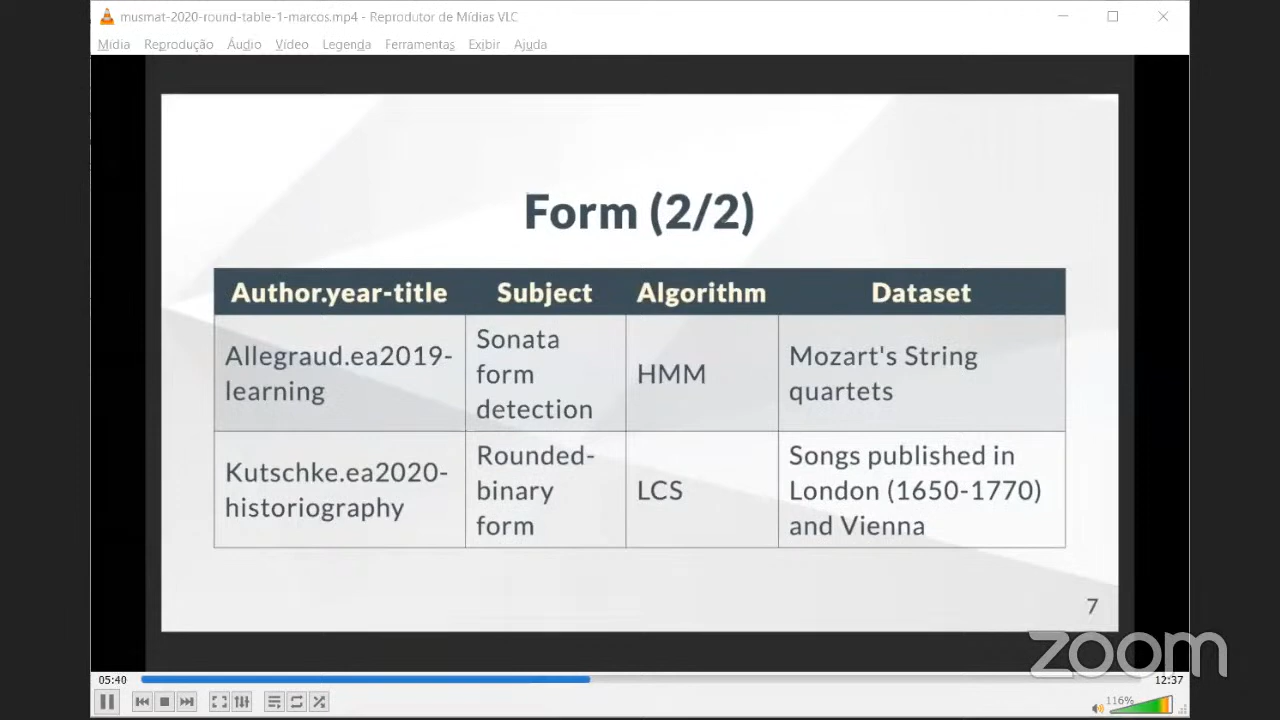 musmat-2020-round-table-1-marcos.mp4 - Reprodutor de Mídias VLC
Mídia Reprodução Áudio Vídeo Legenda Ferramentas Exibir Ajuda
Form (2/2)
Author.year-title Subject Algorithm Dataset
Allegraud.ea2019-
learning
Sonata
form
detection
HMM
Mozart's String
quartets
Kutschke.ea2020-
historiography
Rounded-
binary
form
LCS
Songs published in
London (1650-1770)
and Vienna
7
zoom
05:40
12:37
116%